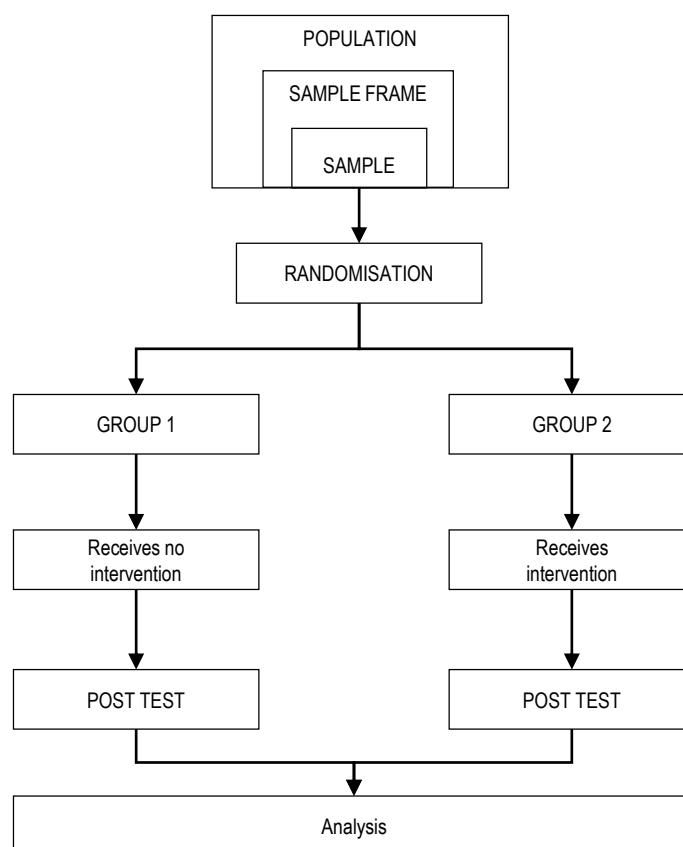 POPULATION
SAMPLE FRAME
SAMPLE
RANDOMISATION
GROUP 1
GROUP 2
Receives no
intervention
Receives
intervention
POST TEST
POST TEST
Analysis